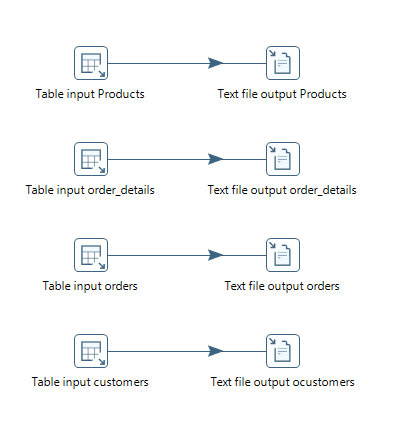 Table input Products
Text file output Products
Table input order_details
Text file output order_details
Table input orders
Text file output orders
Table input customers
Text file output ocustomers